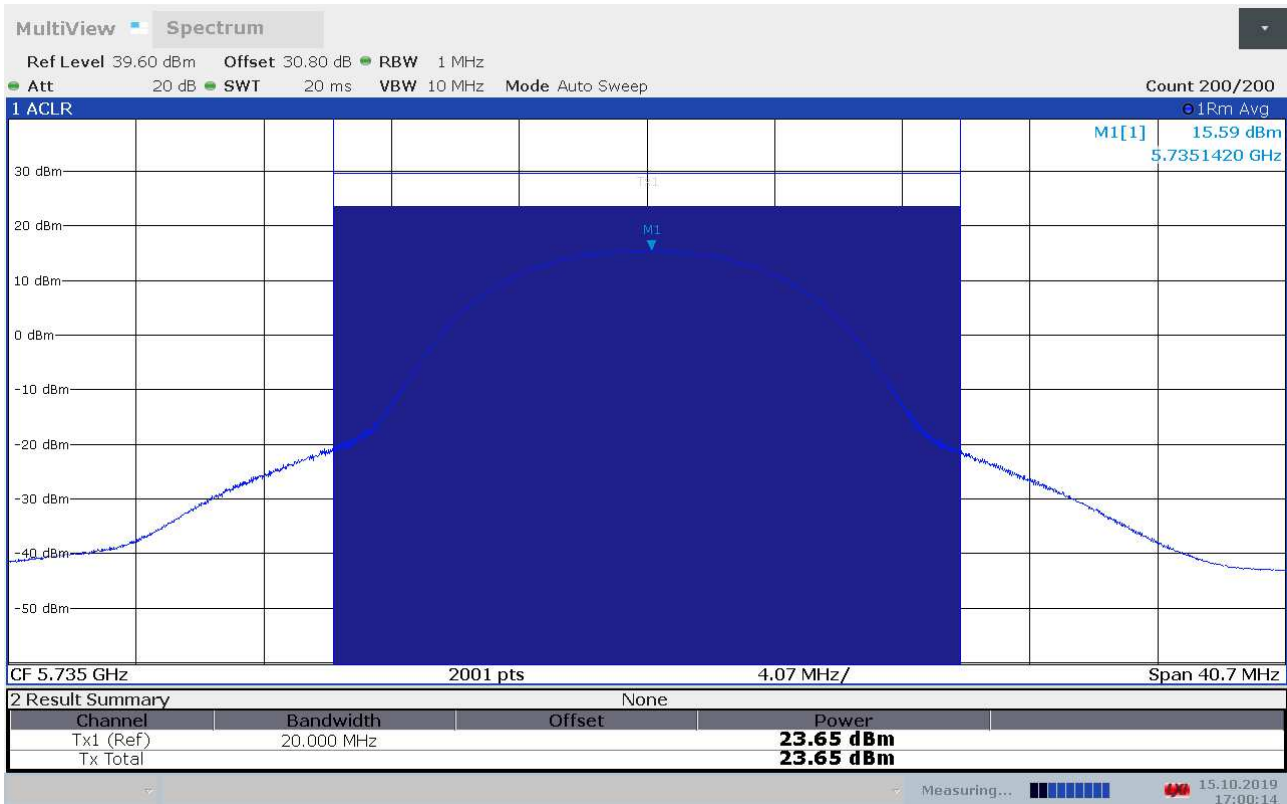 MultiView Spectrum
Ref Level 39.60 dBm Offset 30.80 dB RBW 1 MHz
Att 20 dB SWT 20 ms VBW 10 MHz Mode Auto Sweep Count 200/200
1 ACLR 1Rm Avg
M1[1] 15.59 dBm
5.7351420 GHz
30 dBm
Tx1
20 dBm
M1
10 dBm
0 dBm
-10 dBm
-20 dBm
-30 dBm
-40 dBm
-50 dBm
CF 5.735 GHz 2001 pts 4.07 MHz/ Span 40.7 MHz
2 Result Summary None
Channel Bandwidth Offset Power
Tx1 (Ref) 20.000 MHz 23.65 dBm
Tx Total 23.65 dBm
Measuring... LXI 15.10.2019
17:00:14